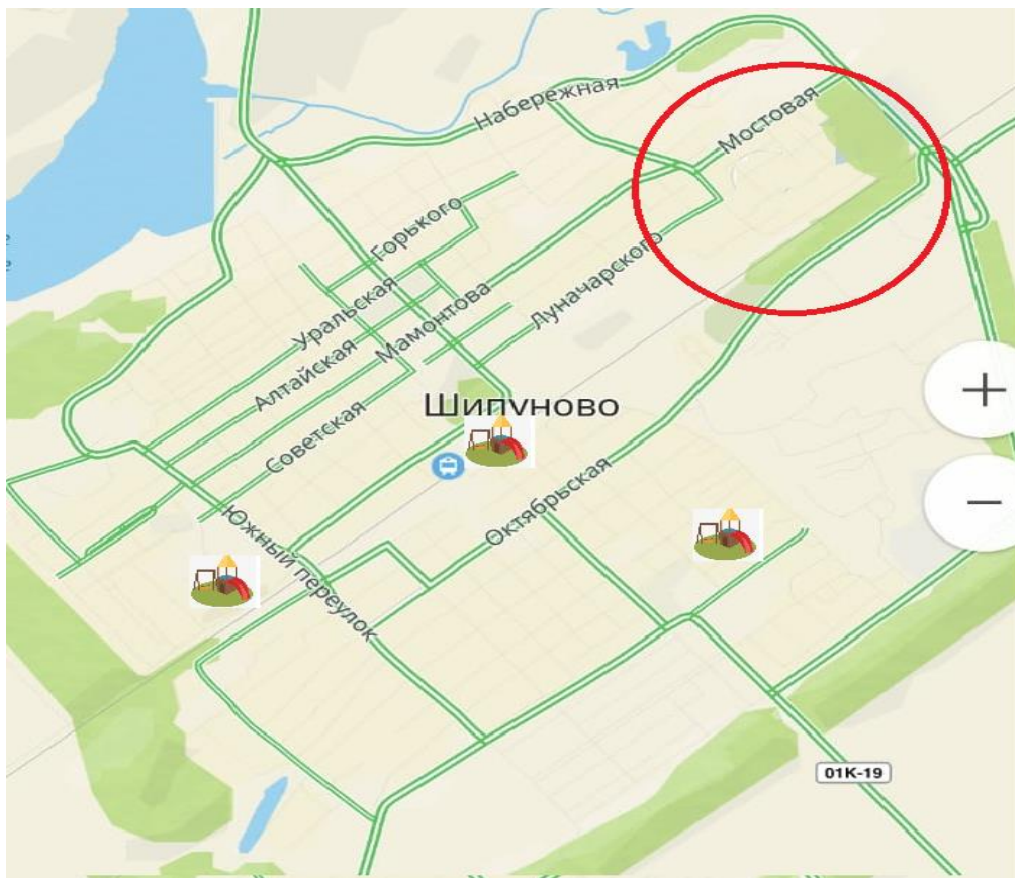 Набережная
Мостовая
Горького
Луначарского
Уральская
Мамонтова
Алтайская
Шипуново
Советская
Октябрьская
Южный переулок
01К-19